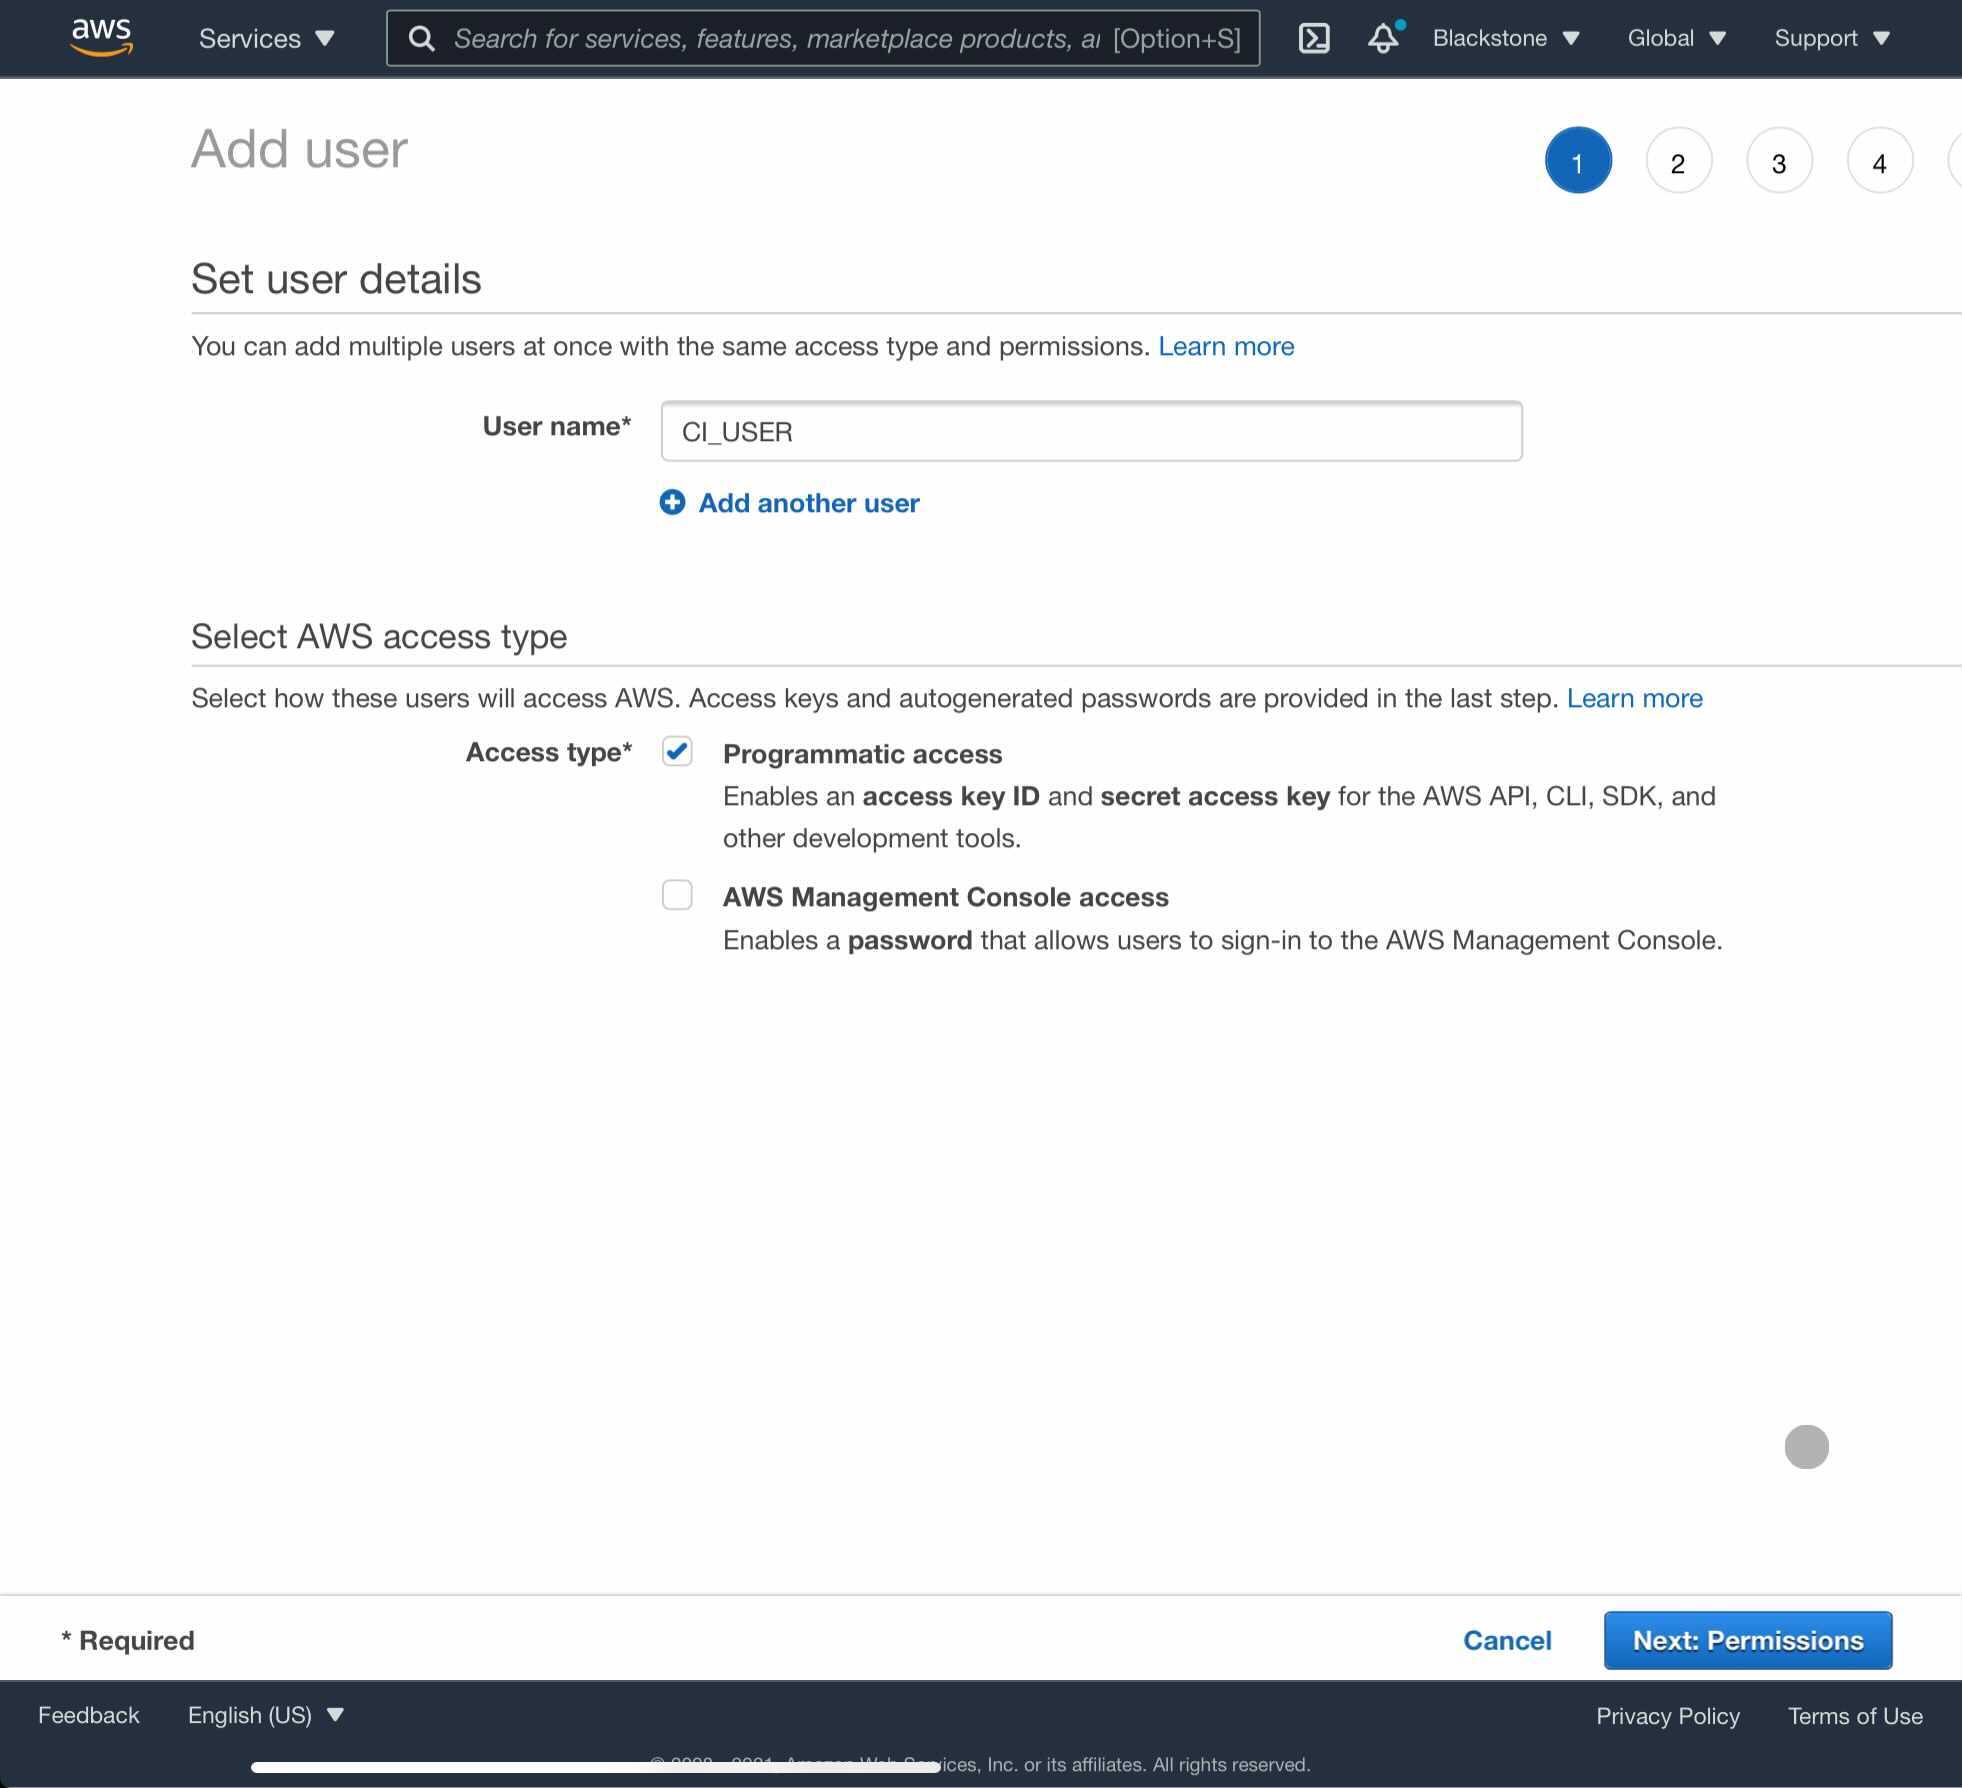 aws Services Search for services, features, marketplace products, ar [Option+S] Blackstone Global Support
Add user
1 2 3 4
Set user details
You can add multiple users at once with the same access type and permissions. Learn more
User name* CI_USER
Add another user
Select AWS access type
Select how these users will access AWS. Access keys and autogenerated passwords are provided in the last step. Learn more
Access type* Programmatic access
Enables an access key ID and secret access key for the AWS API, CLI, SDK, and
other development tools.
AWS Management Console access
Enables a password that allows users to sign-in to the AWS Management Console.
* Required Cancel Next: Permissions
Feedback English (US) Privacy Policy Terms of Use
Inc. or its affiliates. All rights reserved.